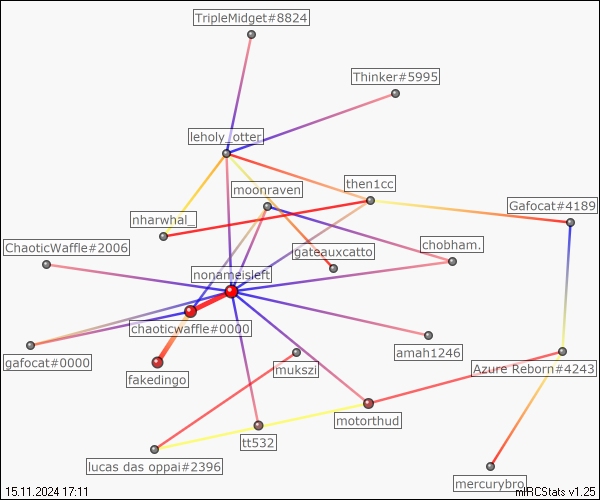 TripleMidget#8824
Thinker#5995
leholy_otter
then1cc
moonraven
Gafocat#4189
nharwhal_
ChaoticWaffle#2006
chobham.
gateauxcatto
nonameisleft
chaoticwaffle#0000
amah1246
gafocat#0000
mukszi
Azure Reborn#4243
fakedingo
motorthud
tt532
lucas das oppai#2396
mercurybro
15.11.2024 17:11
mIRCStats v1.25